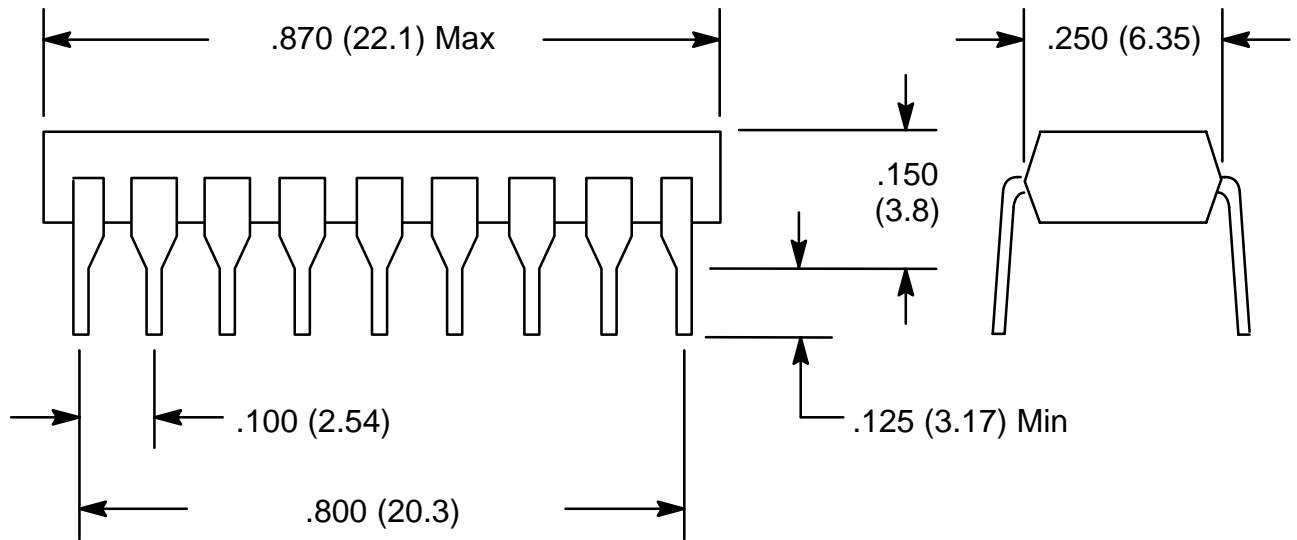 .870 (22.1) Max
.250 (6.35)
.150
(3.8)
.100 (2.54)
.125 (3.17) Min
.800 (20.3)